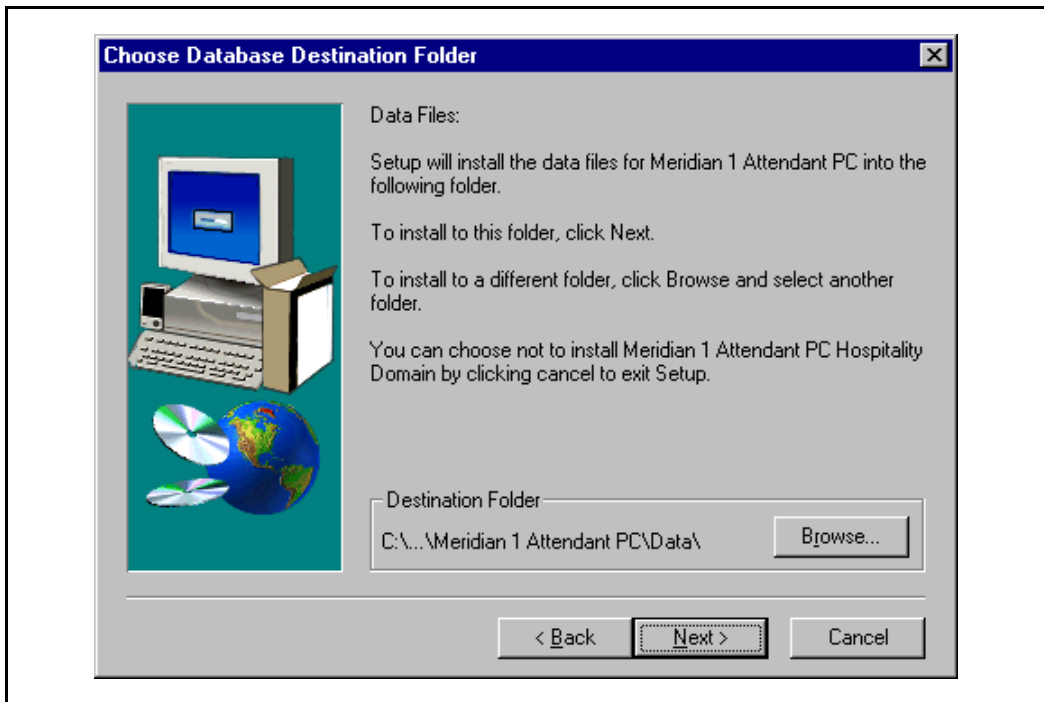 Choose Database Destination Folder
Data Files:
Setup will install the data files for Meridian 1 Attendant PC into the
following folder.
To install to this folder, click Next.
To install to a different folder, click Browse and select another
folder.
You can choose not to install Meridian 1 Attendant PC Hospitality
Domain by clicking cancel to exit Setup.
Destination Folder
C:\...\Meridian 1 Attendant PC\Data\
Browse...
< Back
Next >
Cancel